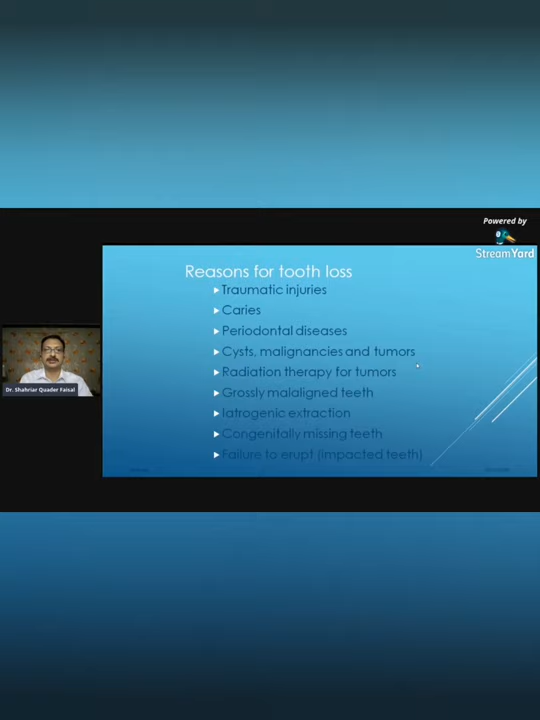 Powered by
StreamYard
Reasons for tooth loss
Traumatic injuries
Caries
Periodontal diseases
Cysts, malignancies and tumors
Radiation therapy for tumors
Grossly malaligned teeth
Iatrogenic extraction
Congenitally missing teeth
Failure to erupt (impacted teeth)
Dr. Shahriar Quader Faisal